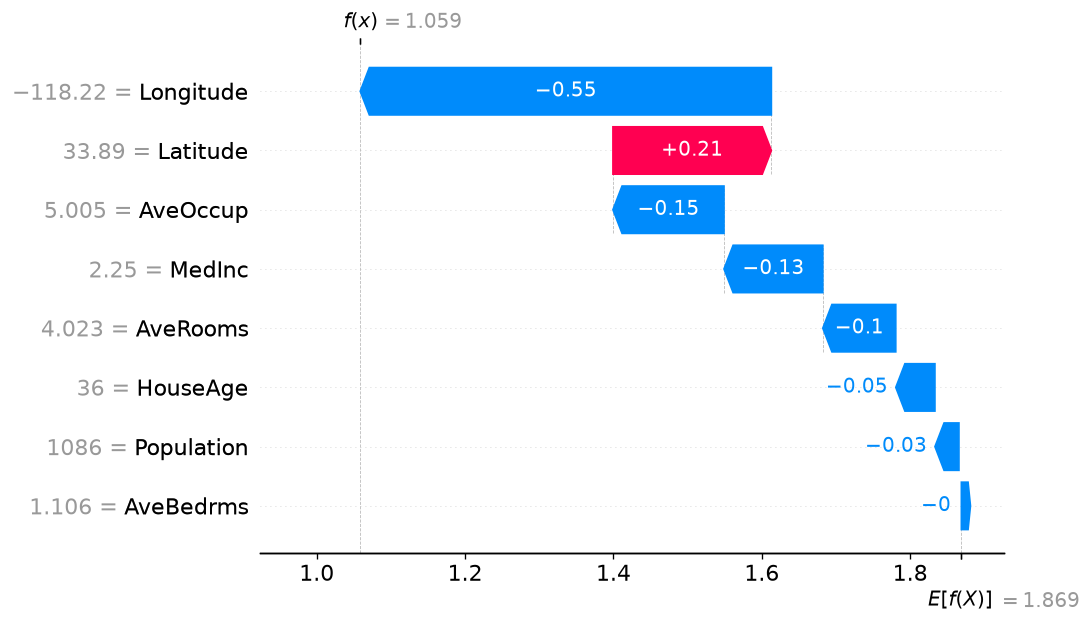 f(x) = 1.059
−118.22 = Longitude −0.55
33.89 = Latitude +0.21
5.005 = AveOccup −0.15
2.25 = MedInc −0.13
4.023 = AveRooms −0.1
36 = HouseAge −0.05
1086 = Population −0.03
1.106 = AveBedrms −0
1.0 1.2 1.4 1.6 1.8
E[f(X)] = 1.869